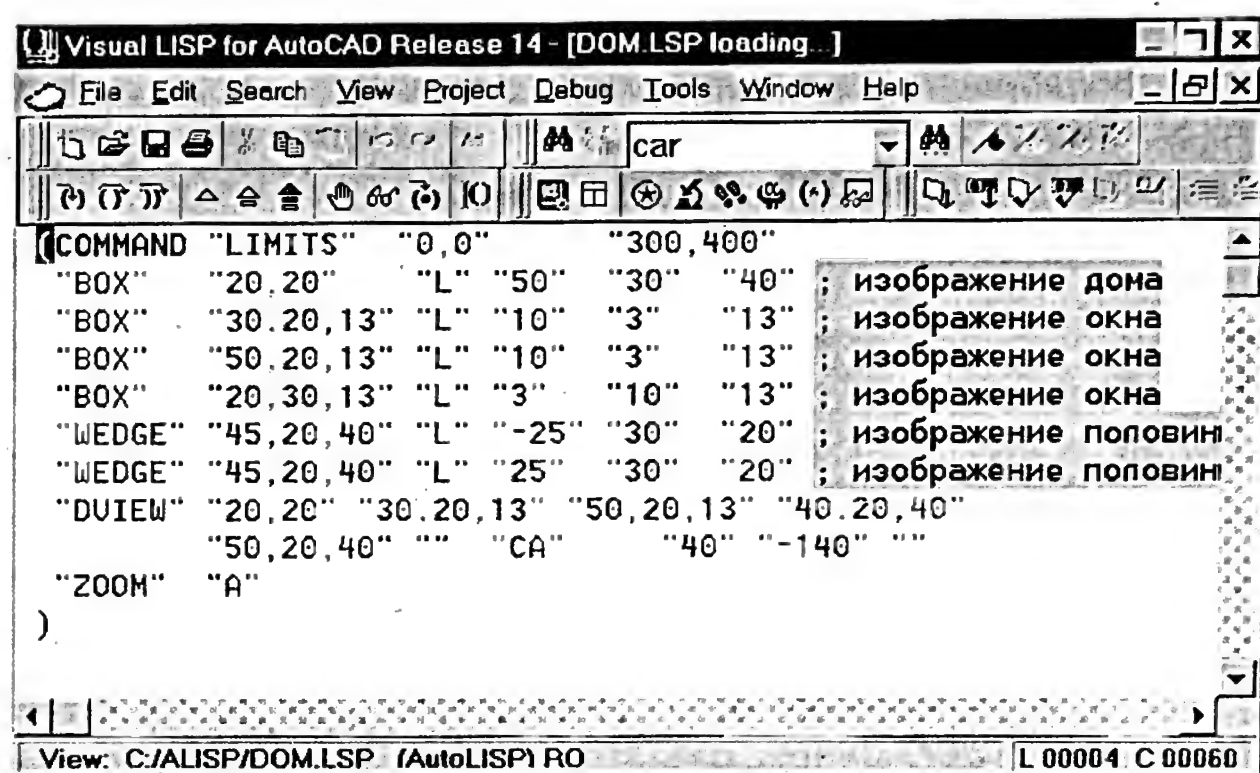 Visual LISP for AutoCAD Release 14 - [DOM.LSP loading...]
File Edit Search View Project Debug Tools Window Help
car
(COMMAND "LIMITS" "0,0" "300,400"
"BOX" "20.20" "L" "50" "30" "40" ; изображение дома
"BOX" "30.20,13" "L" "10" "3" "13" ; изображение окна
"BOX" "50,20,13" "L" "10" "3" "13" ; изображение окна
"BOX" "20,30,13" "L" "3" "10" "13" ; изображение окна
"WEDGE" "45,20,40" "L" "-25" "30" "20" ; изображение половин
"WEDGE" "45,20,40" "L" "25" "30" "20" ; изображение половин
"DVIEW" "20,20" "30.20,13" "50,20,13" "40.20,40"
"50,20,40" "" "CA" "40" "-140" ""
"ZOOM" "A"
)
View: C:/ALISP/DOM.LSP (AutoLISP) RO L 00004 C 00060